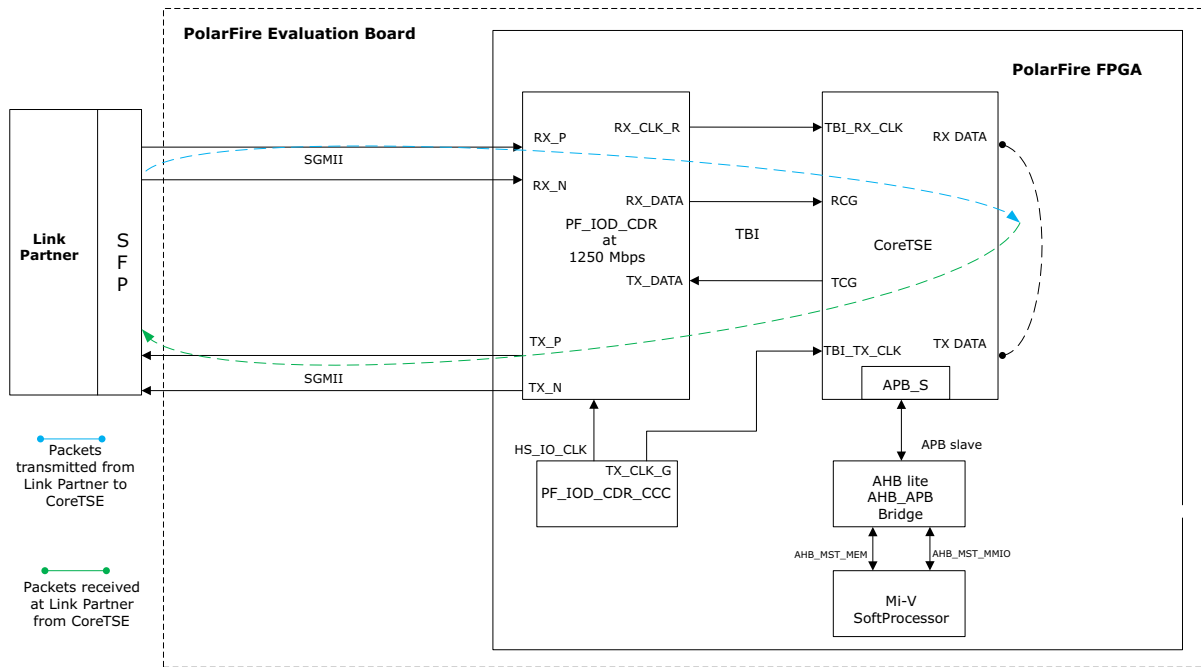 PolarFire Evaluation Board
PolarFire FPGA
Link
Partner
S
F
P
SGMII
SGMII
RX_P
RX_N
TX_P
TX_N
RX_CLK_R
RX_DATA
PF_IOD_CDR
at
1250 Mbps
TX_DATA
TBI
TBI_RX_CLK
RX DATA
RCG
CoreTSE
TCG
TBI_TX_CLK
TX DATA
APB_S
HS_IO_CLK
TX_CLK_G
PF_IOD_CDR_CCC
APB slave
AHB lite
AHB_APB
Bridge
AHB_MST_MEM
AHB_MST_MMIO
Mi-V
SoftProcessor
Packets
transmitted from
Link Partner to
CoreTSE
Packets received
at Link Partner
from CoreTSE